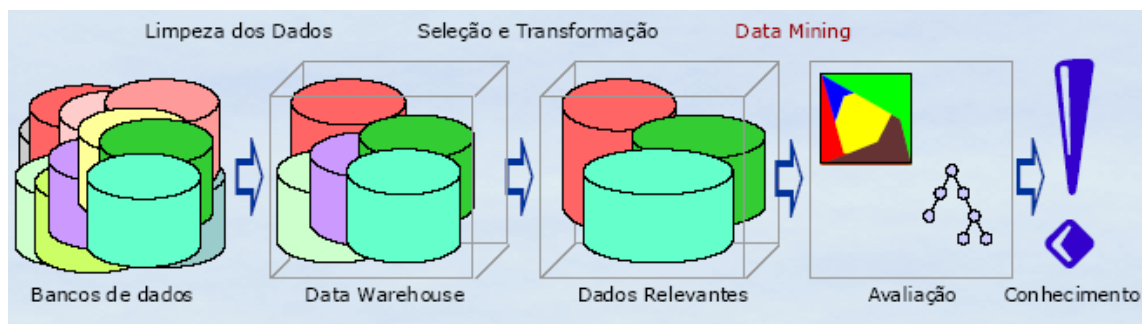 Limpeza dos Dados
Seleção e Transformação
Data Mining
Bancos de dados
Data Warehouse
Dados Relevantes
Avaliação
Conhecimento